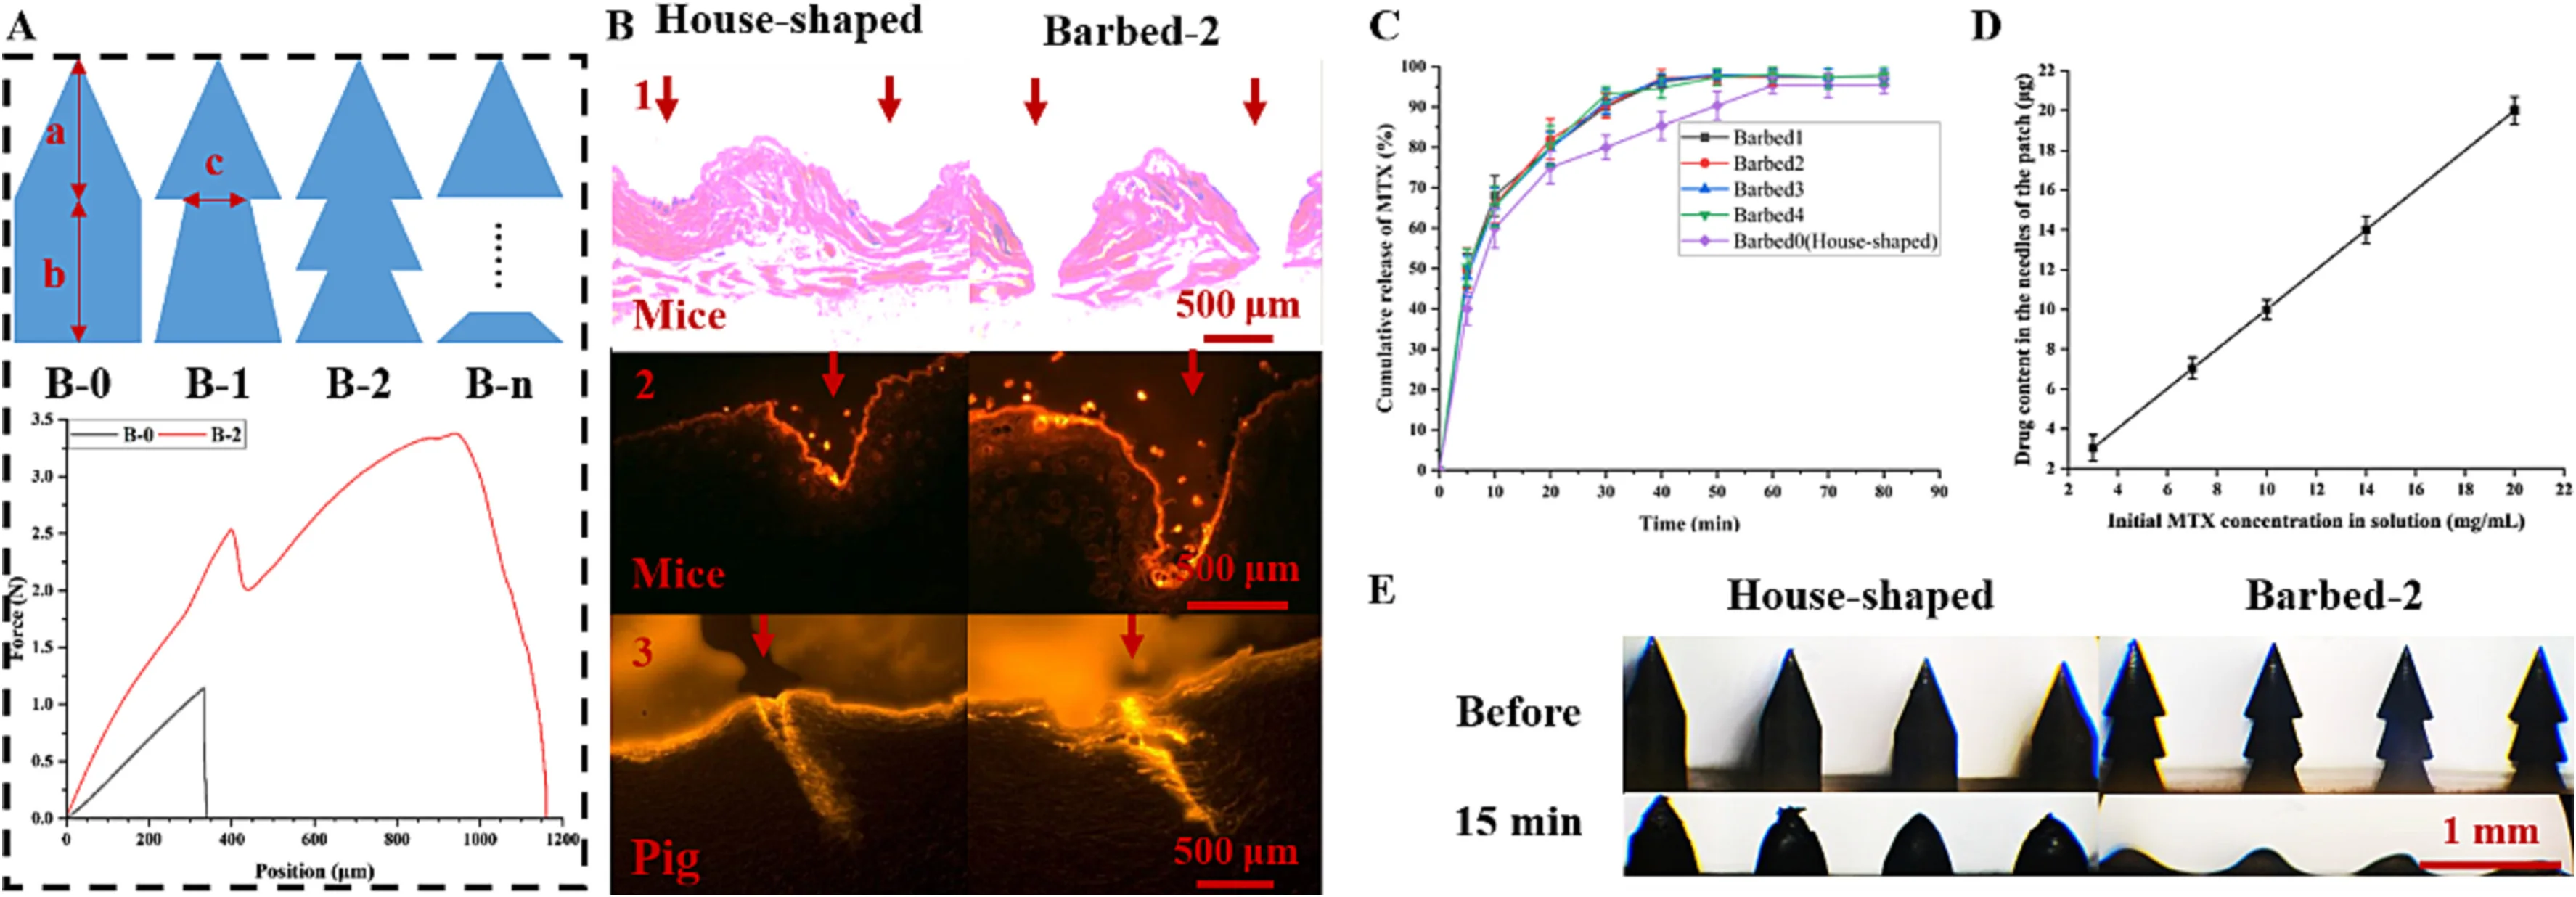 A
a
b
c
B-0 B-1 B-2 B-n
3.5
3.0
2.5
2.0
1.5
1.0
0.5
0.0
Force (N)
B-0 B-2
0 200 400 600 800 1000 1200
Position (μm)
B
House-shaped Barbed-2
1
Mice
500 μm
2
Mice
500 μm
3
Pig
500 μm
C
100
90
80
70
60
50
40
30
20
10
0
Cumulative release of MTX (%)
Barbed1
Barbed2
Barbed3
Barbed4
Barbed0(House-shaped)
0 10 20 30 40 50 60 70 80 90
Time (min)
D
22
20
18
16
14
12
10
8
6
4
2
Drug content in the needles of the patch (μg)
2 4 6 8 10 12 14 16 18 20 22
Initial MTX concentration in solution (mg/mL)
E
House-shaped Barbed-2
Before
15 min
1 mm